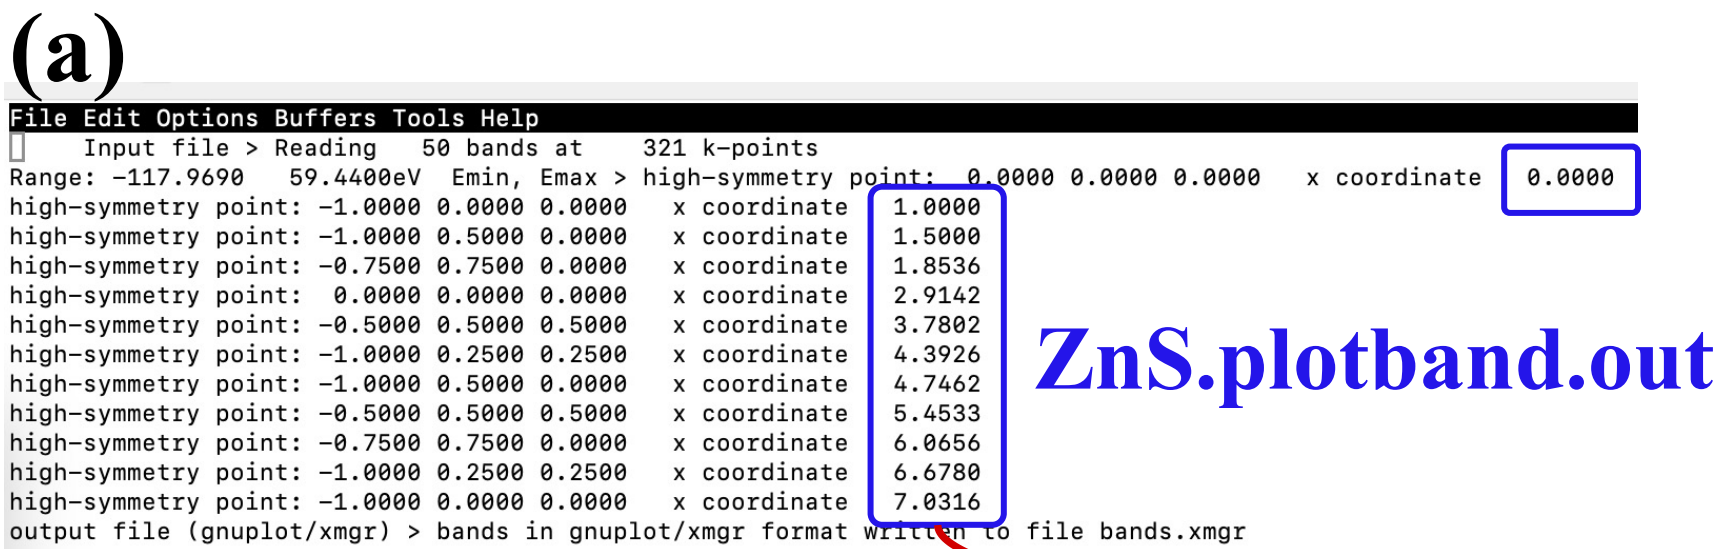 (a)
File Edit Options Buffers Tools Help
Input file > Reading   50 bands at    321 k-points
Range: -117.9690   59.4400eV  Emin, Emax > high-symmetry point:  0.0000 0.0000 0.0000   x coordinate   0.0000
high-symmetry point: -1.0000 0.0000 0.0000   x coordinate   1.0000
high-symmetry point: -1.0000 0.5000 0.0000   x coordinate   1.5000
high-symmetry point: -0.7500 0.7500 0.0000   x coordinate   1.8536
high-symmetry point:  0.0000 0.0000 0.0000   x coordinate   2.9142
high-symmetry point: -0.5000 0.5000 0.5000   x coordinate   3.7802
high-symmetry point: -1.0000 0.2500 0.2500   x coordinate   4.3926
high-symmetry point: -1.0000 0.5000 0.0000   x coordinate   4.7462
high-symmetry point: -0.5000 0.5000 0.5000   x coordinate   5.4533
high-symmetry point: -0.7500 0.7500 0.0000   x coordinate   6.0656
high-symmetry point: -1.0000 0.2500 0.2500   x coordinate   6.6780
high-symmetry point: -1.0000 0.0000 0.0000   x coordinate   7.0316
output file (gnuplot/xmgr) > bands in gnuplot/xmgr format written to file bands.xmgr
ZnS.plotband.out